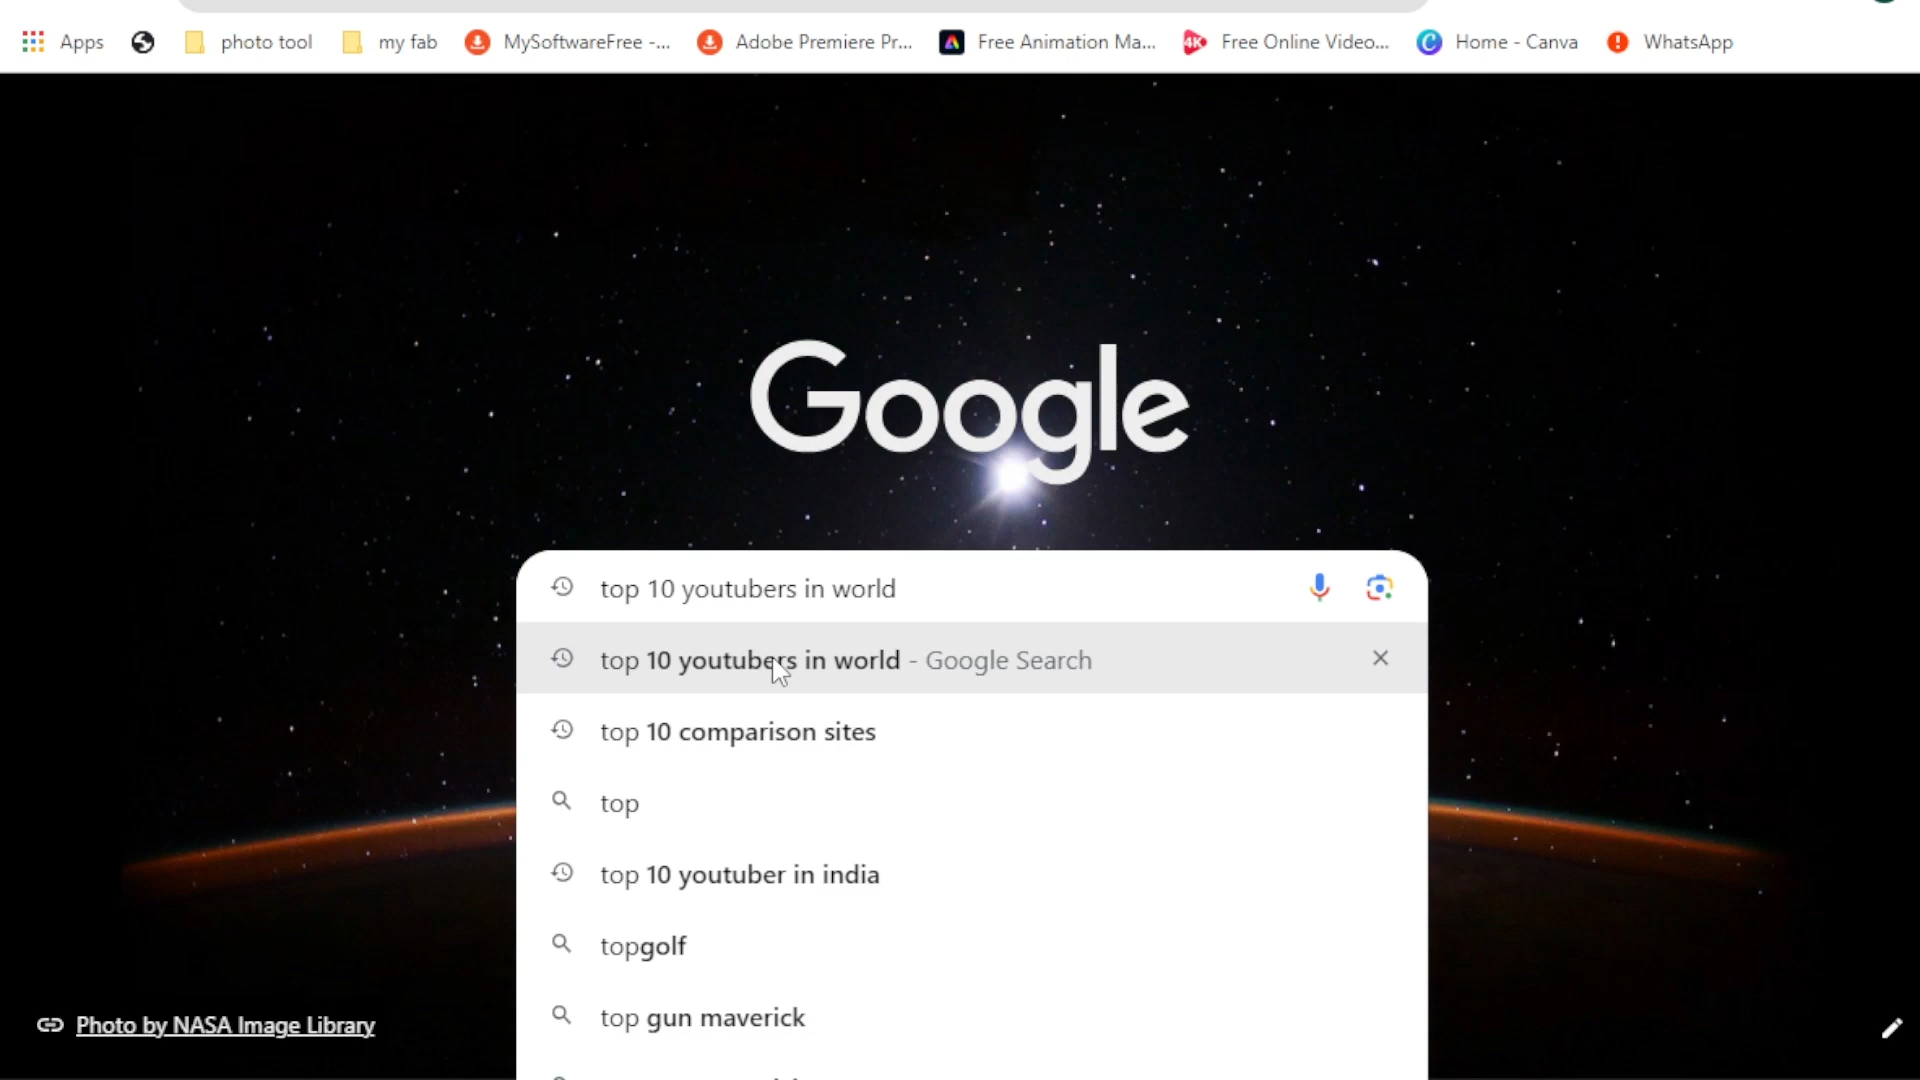 Apps photo tool my fab MySoftwareFree -... Adobe Premiere Pr... Free Animation Ma... 4K Free Online Video... Home - Canva WhatsApp
Google
top 10 youtubers in world
top 10 youtubers in world - Google Search
top 10 comparison sites
top
top 10 youtuber in india
topgolf
top gun maverick
Photo by NASA Image Library